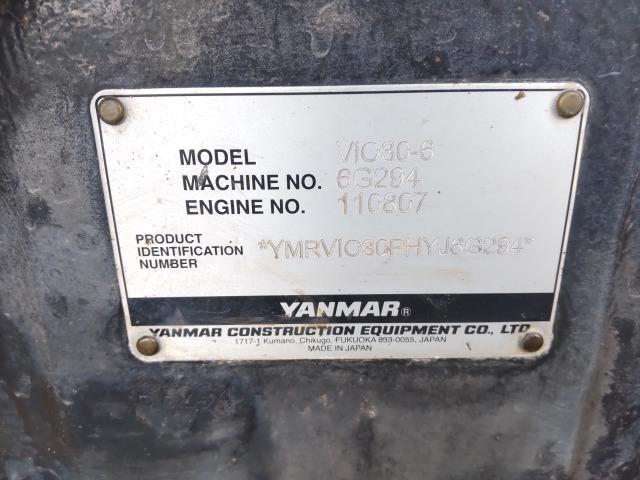 MODEL ViO30-6
MACHINE NO. 6G294
ENGINE NO. 110807
PRODUCT
IDENTIFICATION
NUMBER
*YMRVIO30PHYJ6G294*
YANMAR®
YANMAR CONSTRUCTION EQUIPMENT CO., LTD
1717-1 Kumano, Chikugo, FUKUOKA 833-0055, JAPAN
MADE IN JAPAN